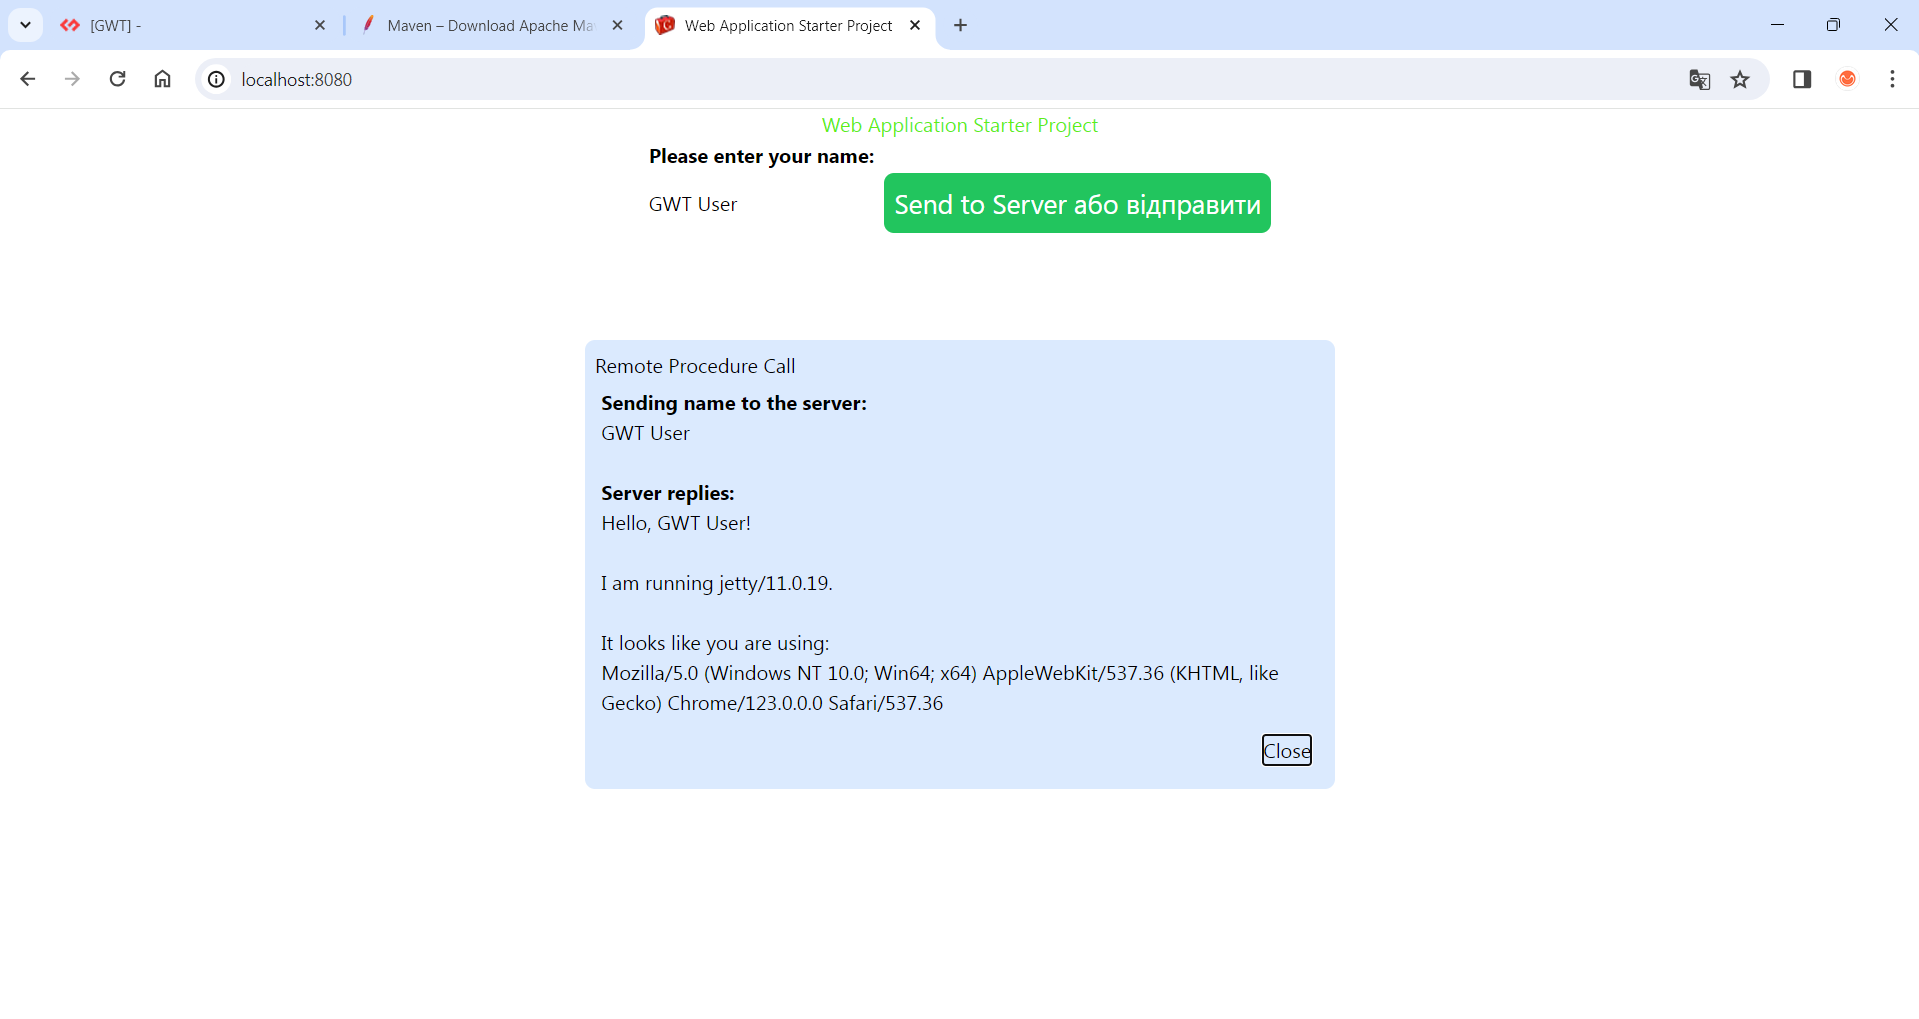 [GWT] -
Maven – Download Apache Ma
Web Application Starter Project
localhost:8080
Web Application Starter Project
Please enter your name:
GWT User
Send to Server або відправити
Remote Procedure Call
Sending name to the server:
GWT User
Server replies:
Hello, GWT User!
I am running jetty/11.0.19.
It looks like you are using:
Mozilla/5.0 (Windows NT 10.0; Win64; x64) AppleWebKit/537.36 (KHTML, like
Gecko) Chrome/123.0.0.0 Safari/537.36
Close